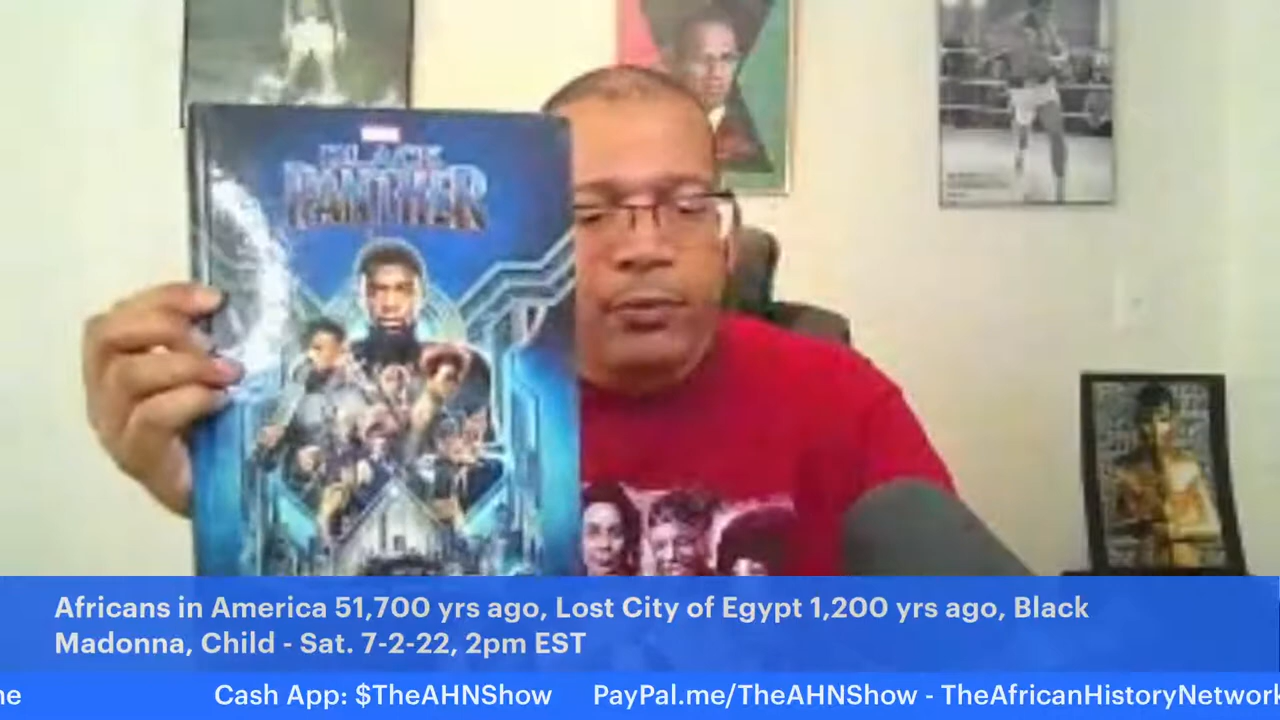 MARVEL
BLACK
PANTHER
Africans in America 51,700 yrs ago, Lost City of Egypt 1,200 yrs ago, Black
Madonna, Child - Sat. 7-2-22, 2pm EST
ne Cash App: $TheAHNShow PayPal.me/TheAHNShow - TheAfricanHistoryNetwork